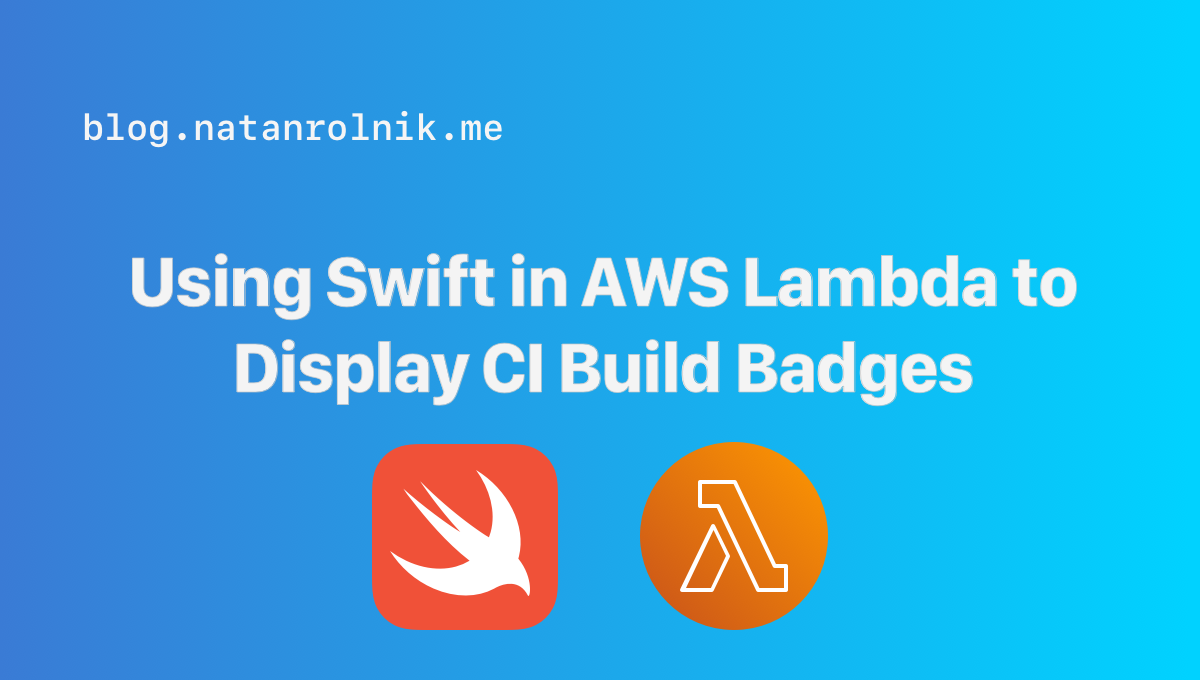 blog.natanrolnik.me
Using Swift in AWS Lambda to
Display CI Build Badges